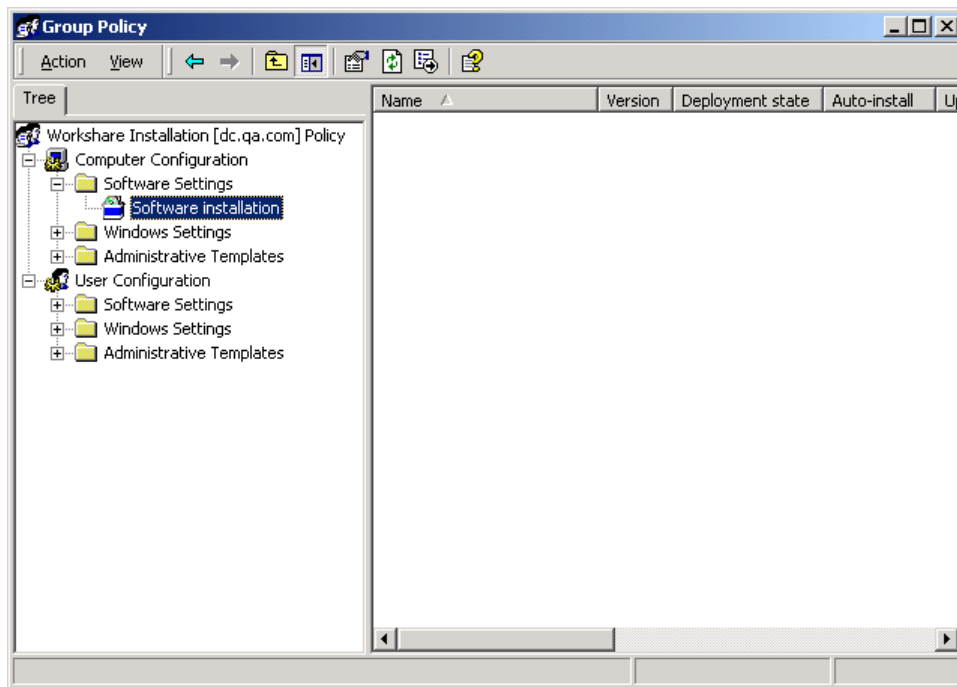 Group Policy
Action View
Tree
Name Version Deployment state Auto-install
Workshare Installation [dc.qa.com] Policy
Computer Configuration
Software Settings
Software installation
Windows Settings
Administrative Templates
User Configuration
Software Settings
Windows Settings
Administrative Templates